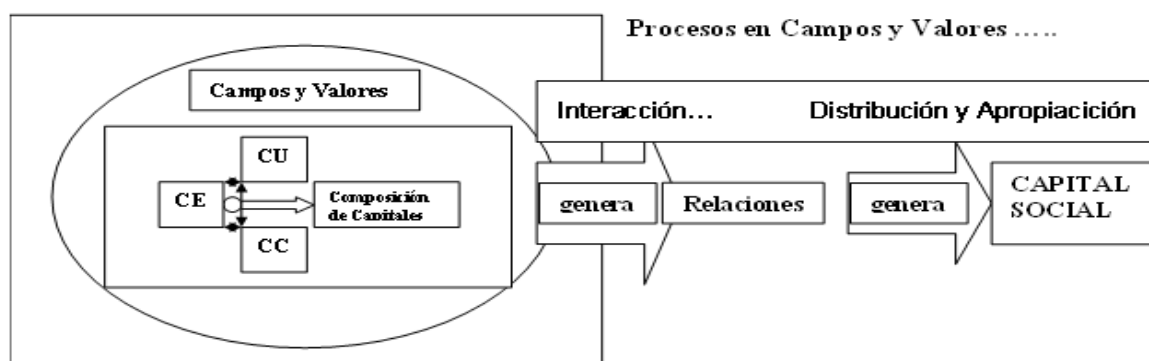 Procesos en Campos y Valores …..
Campos y Valores
Interacción…
Distribución y Apropiacición
CU
CE
Composición
de Capitales
CC
genera
Relaciones
genera
CAPITAL
SOCIAL